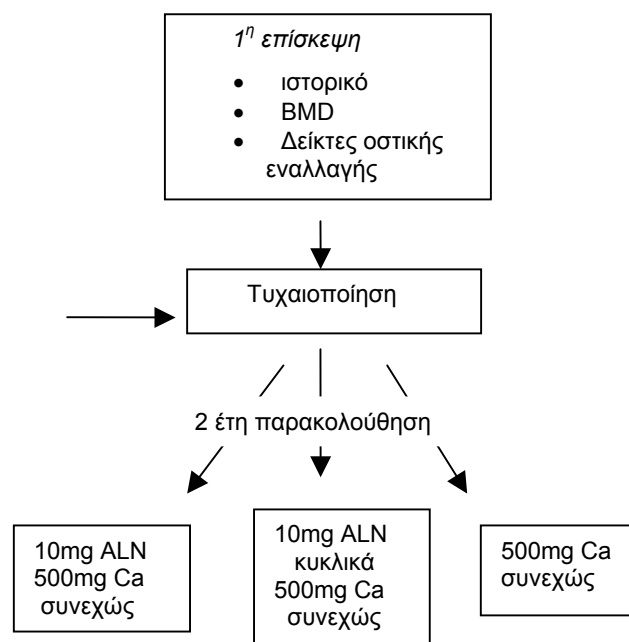 1η επίσκεψη
• ιστορικό
• BMD
• Δείκτες οστικής
εναλλαγής
Τυχαιοποίηση
2 έτη παρακολούθηση
10mg ALN
500mg Ca
συνεχώς
10mg ALN
κυκλικά
500mg Ca
συνεχώς
500mg Ca
συνεχώς